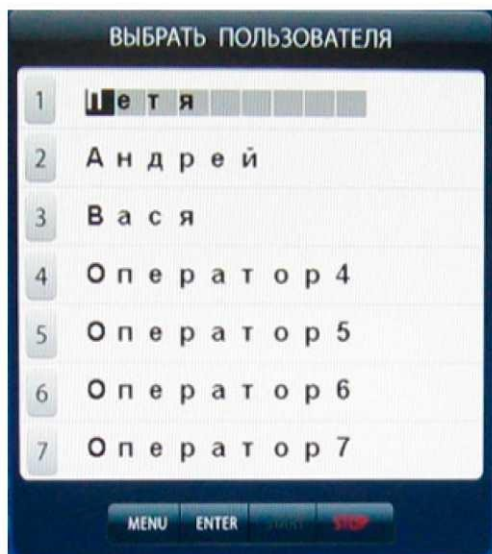 ВЫБРАТЬ ПОЛЬЗОВАТЕЛЯ
1 Петя
2 Андрей
3 Вася
4 Оператор4
5 Оператор5
6 Оператор6
7 Оператор7
MENU ENTER START STOP